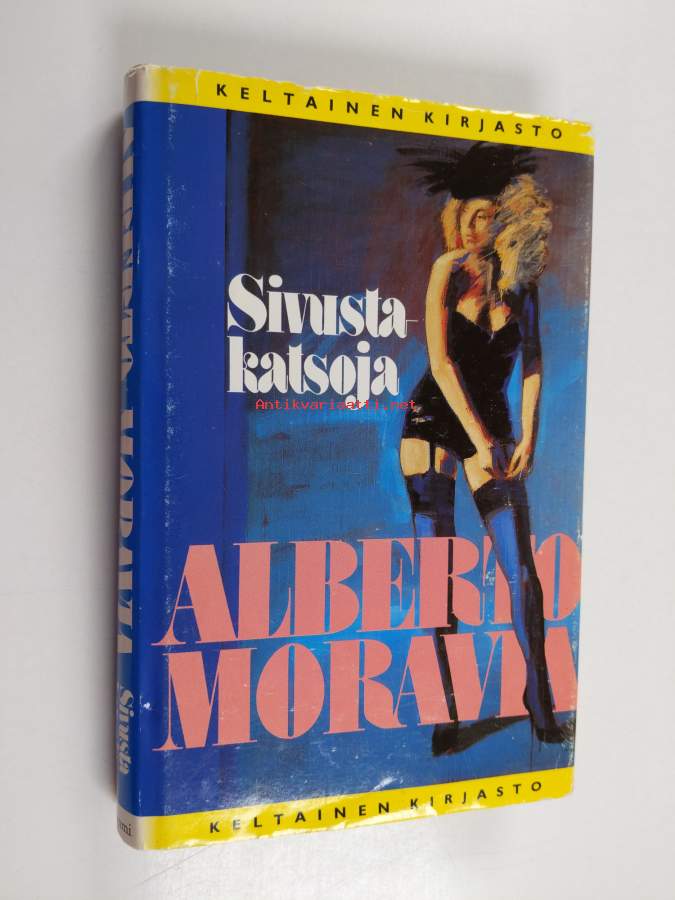 KELTAINEN KIRJASTO
Sivusta-
katsoja
Antikvariaatti.net
ALBERTO
MORAVIA
KELTAINEN KIRJASTO
ALBERTO MORAVIA Sivusta